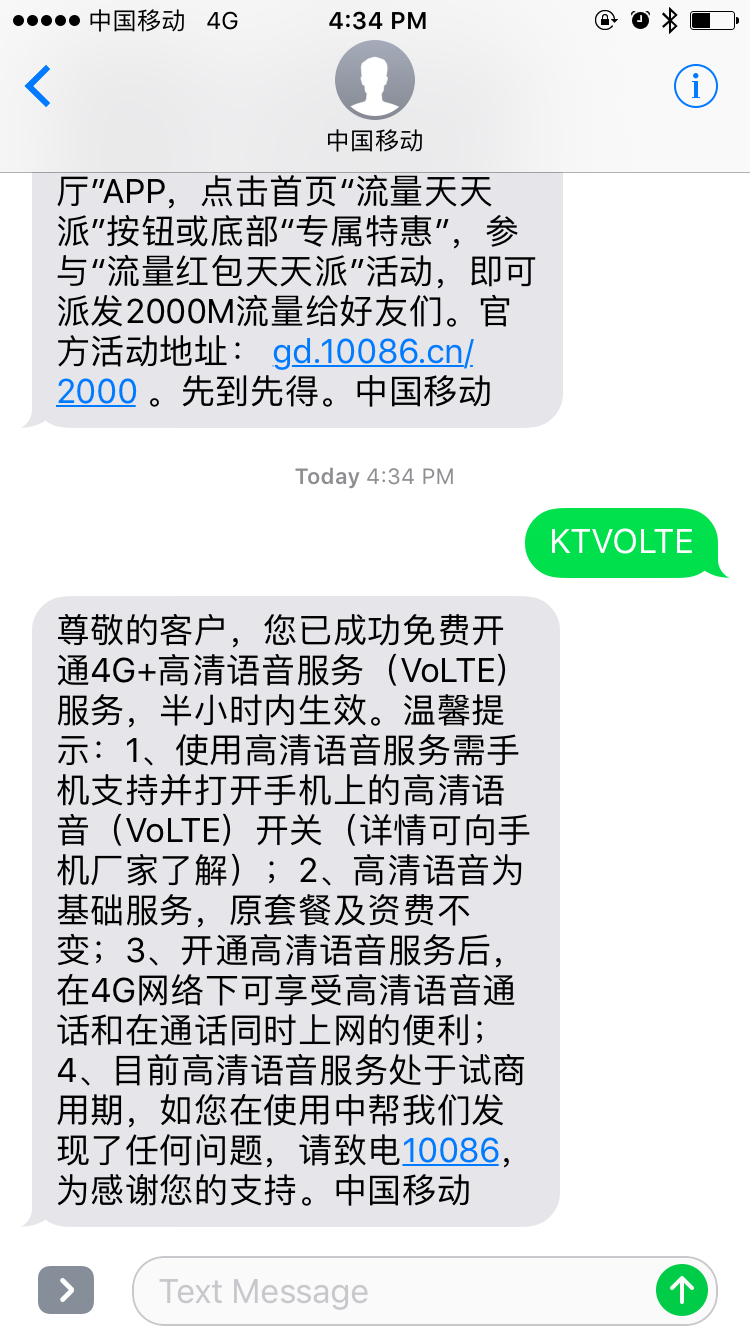 中国移动 4G 4:34 PM
中国移动
厅”APP，点击首页“流量天天
派”按钮或底部“专属特惠”，参
与“流量红包天天派”活动，即可
派发2000M流量给好友们。官
方活动地址： gd.10086.cn/
2000 。先到先得。中国移动
Today 4:34 PM
KTVOLTE
尊敬的客户，您已成功免费开
通4G+高清语音服务（VoLTE）
服务，半小时内生效。温馨提
示：1、使用高清语音服务需手
机支持并打开手机上的高清语
音（VoLTE）开关（详情可向手
机厂家了解）；2、高清语音为
基础服务，原套餐及资费不
变；3、开通高清语音服务后，
在4G网络下可享受高清语音通
话和在通话同时上网的便利；
4、目前高清语音服务处于试商
用期，如您在使用中帮我们发
现了任何问题，请致电10086，
为感谢您的支持。中国移动
Text Message